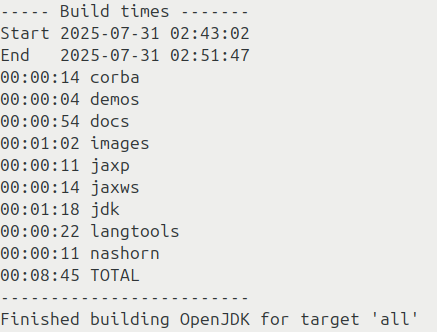 ----- Build times -------
Start 2025-07-31 02:43:02
End   2025-07-31 02:51:47
00:00:14 corba
00:00:04 demos
00:00:54 docs
00:01:02 images
00:00:11 jaxp
00:00:14 jaxws
00:01:18 jdk
00:00:22 langtools
00:00:11 nashorn
00:08:45 TOTAL
-------------------------
Finished building OpenJDK for target 'all'